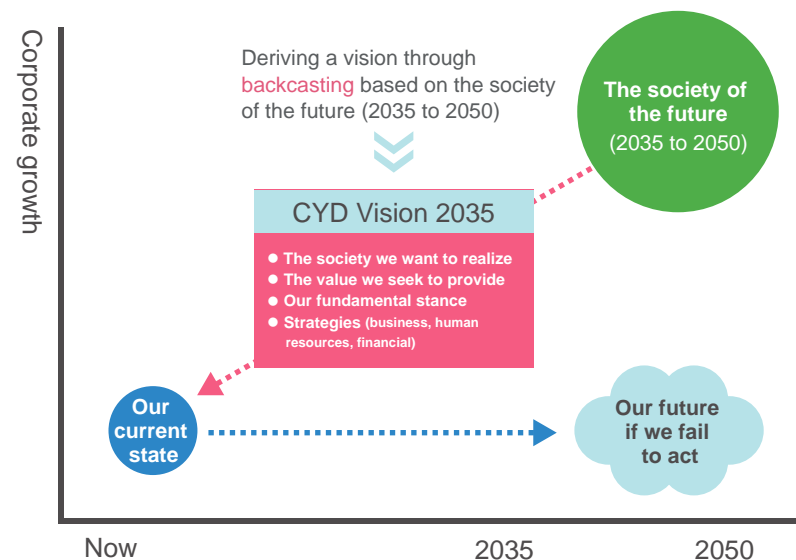 Corporate growth
Deriving a vision through
backcasting based on the society
of the future (2035 to 2050)
The society of
the future
(2035 to 2050)
CYD Vision 2035
● The society we want to realize
● The value we seek to provide
● Our fundamental stance
● Strategies (business, human
resources, financial)
Our
current
state
Our future
if we fail
to act
Now
2035
2050